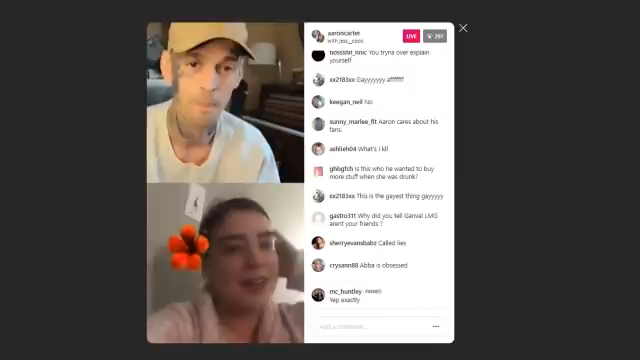 aaroncarter
with jess__coco
LIVE
297
bossshit_hnic You tryna over explain
yourself
xx2183xx Gayyyyyyy affffff
keegan_neil No
sunny_marlee_fit Aaron cares about his
fans.
ashlieh04 What's I kll
ghbgfch Is this who he wanted to buy
more stuff when she was drunk?
xx2183xx This is the gayest thing gayyyyy
gastro311 Why did you tell Ganval LMG
arent your friends ?
sherryevansbabz Called lies
crysann88 Abba is obsessed
mc_huntley PINNED
Yep exactly
Add a comment...